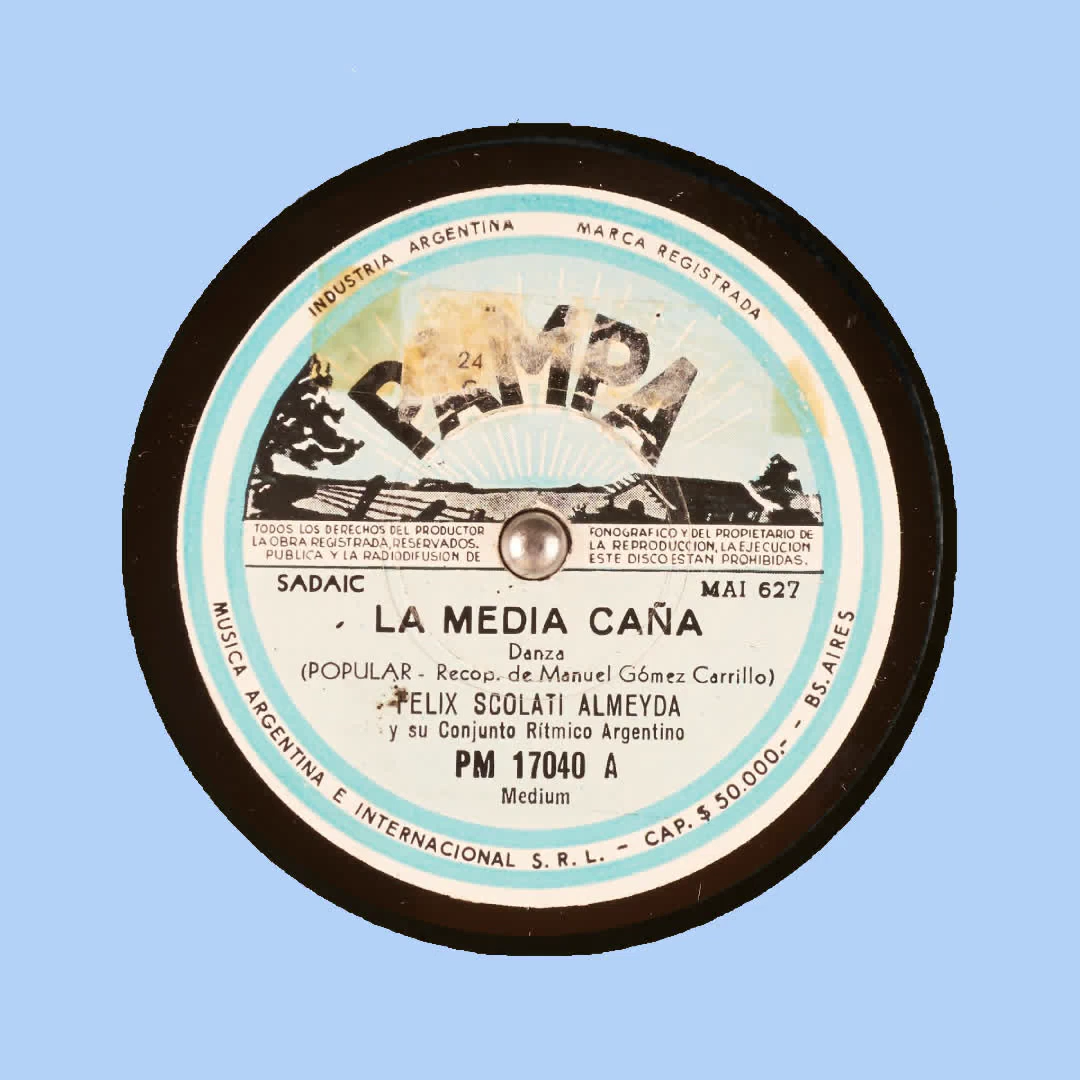 INDUSTRIA ARGENTINA MARCA REGISTRADA
24
PAMPA
TODOS LOS DERECHOS DEL PRODUCTOR FONOGRAFICO Y DEL PROPIETARIO DE
LA OBRA REGISTRADA, RESERVADOS. LA REPRODUCCION, LA EJECUCION
PUBLICA Y LA RADIODIFUSION DE ESTE DISCO ESTAN PROHIBIDAS.
SADAIC MAI 627
LA MEDIA CAÑA
Danza
(POPULAR - Recop. de Manuel Gómez Carrillo)
FELIX SCOLATI ALMEYDA
y su Conjunto Rítmico Argentino
PM 17040 A
Medium
MUSICA ARGENTINA E INTERNACIONAL S. R. L. - CAP. $ 50.000.- - BS. AIRES